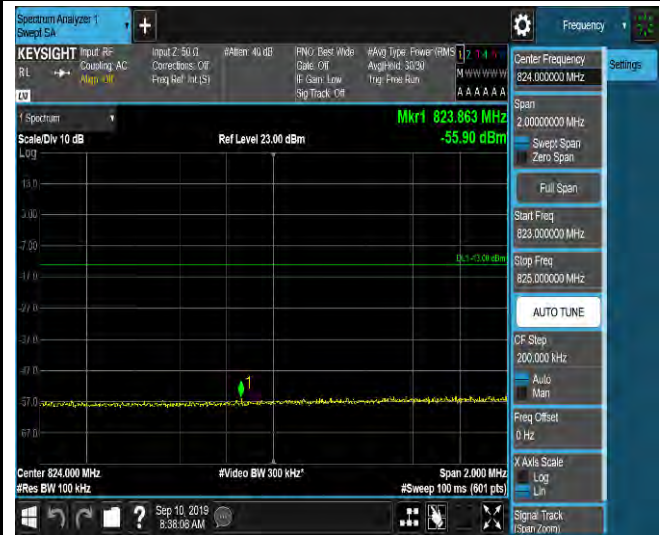 Spectrum Analyzer 1
Swept SA
+
Frequency
KEYSIGHT
RL
Input: RF
Coupling: AC
Align: Off
Input Z: 50 Ω
Corrections: Off
Freq Ref: Int (S)
#Atten: 40 dB
PNO: Best Wide
Gate: Off
IF Gain: Low
Sig Track: Off
#Avg Type: Power (RMS
Avg|Hold: 30/30
Trig: Free Run
M W W W W W
A A A A A A
Center Frequency
824.000000 MHz
Settings
Span
2.00000000 MHz
Swept Span
Zero Span
Full Span
Start Freq
823.000000 MHz
Stop Freq
825.000000 MHz
AUTO TUNE
CF Step
200.000 kHz
Auto
Man
Freq Offset
0 Hz
X Axis Scale
Log
Lin
Signal Track
(Span Zoom)
1 Spectrum
Scale/Div 10 dB
Log
Ref Level 23.00 dBm
Mkr1 823.863 MHz
-55.90 dBm
13.0
3.00
-7.00
DL1 -13.00 dBm
-17.0
-27.0
-37.0
-47.0
1
-57.0
-67.0
Center 824.000 MHz
#Res BW 100 kHz
#Video BW 300 kHz*
Span 2.000 MHz
#Sweep 100 ms (601 pts)
?
Sep 10, 2019
8:38:08 AM